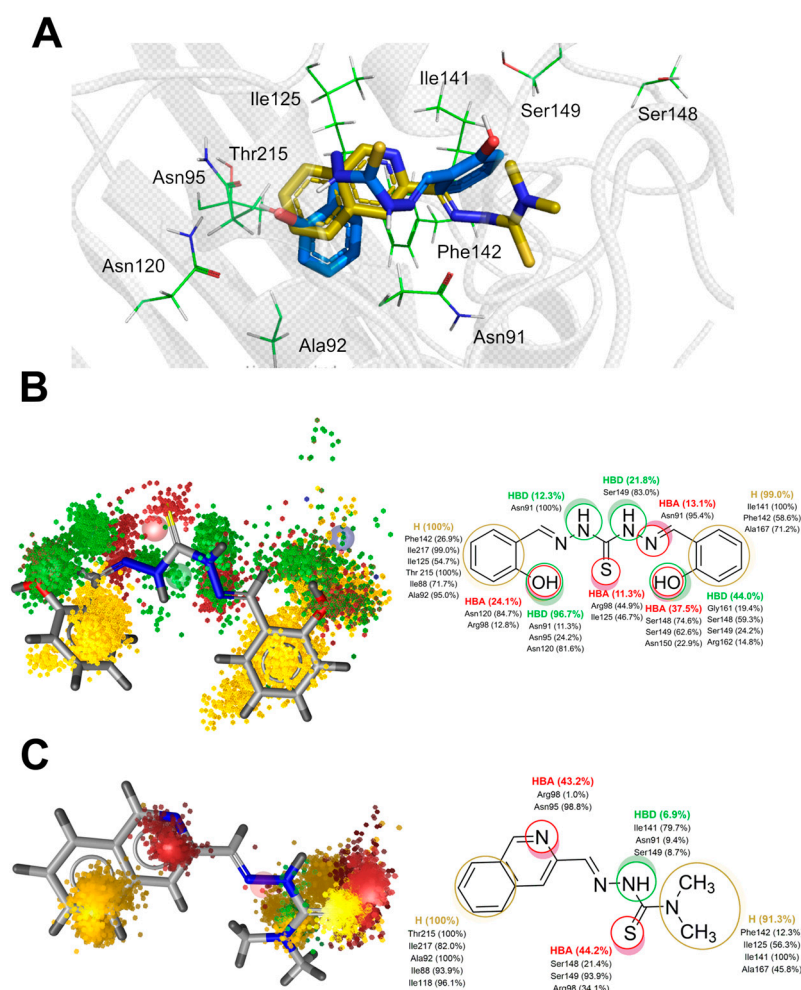 A
Ile125
Ile141
Ser149
Ser148
Thr215
Asn95
Asn120
Phe142
Ala92
Asn91
B
HBD (12.3%)
Asn91 (100%)
HBD (21.8%)
Ser149 (83.0%)
HBA (13.1%)
Asn91 (95.4%)
H (100%)
Phe142 (26.9%)
Ile217 (99.0%)
Ile125 (54.7%)
Thr 215 (100%)
Ile88 (71.7%)
Ala92 (95.0%)
H (99.0%)
Ile141 (100%)
Phe142 (58.6%)
Ala167 (71.2%)
H H
N N
N N
S
OH HO
HBA (24.1%)
Asn120 (84.7%)
Arg98 (12.8%)
HBD (96.7%)
Asn91 (11.3%)
Asn95 (24.2%)
Asn120 (81.6%)
HBA (11.3%)
Arg98 (44.9%)
Ile125 (46.7%)
HBA (37.5%)
Ser148 (74.6%)
Ser149 (62.6%)
Asn150 (22.9%)
HBD (44.0%)
Gly161 (19.4%)
Ser148 (59.3%)
Ser149 (24.2%)
Arg162 (14.8%)
C
HBA (43.2%)
Arg98 (1.0%)
Asn95 (98.8%)
HBD (6.9%)
Ile141 (79.7%)
Asn91 (9.4%)
Ser149 (8.7%)
N
N NH CH3
S N CH3
H (100%)
Thr215 (100%)
Ile217 (82.0%)
Ala92 (100%)
Ile88 (93.9%)
Ile118 (96.1%)
HBA (44.2%)
Ser148 (21.4%)
Ser149 (93.9%)
Arg98 (34.1%)
H (91.3%)
Phe142 (12.3%)
Ile125 (56.3%)
Ile141 (100%)
Ala167 (45.8%)